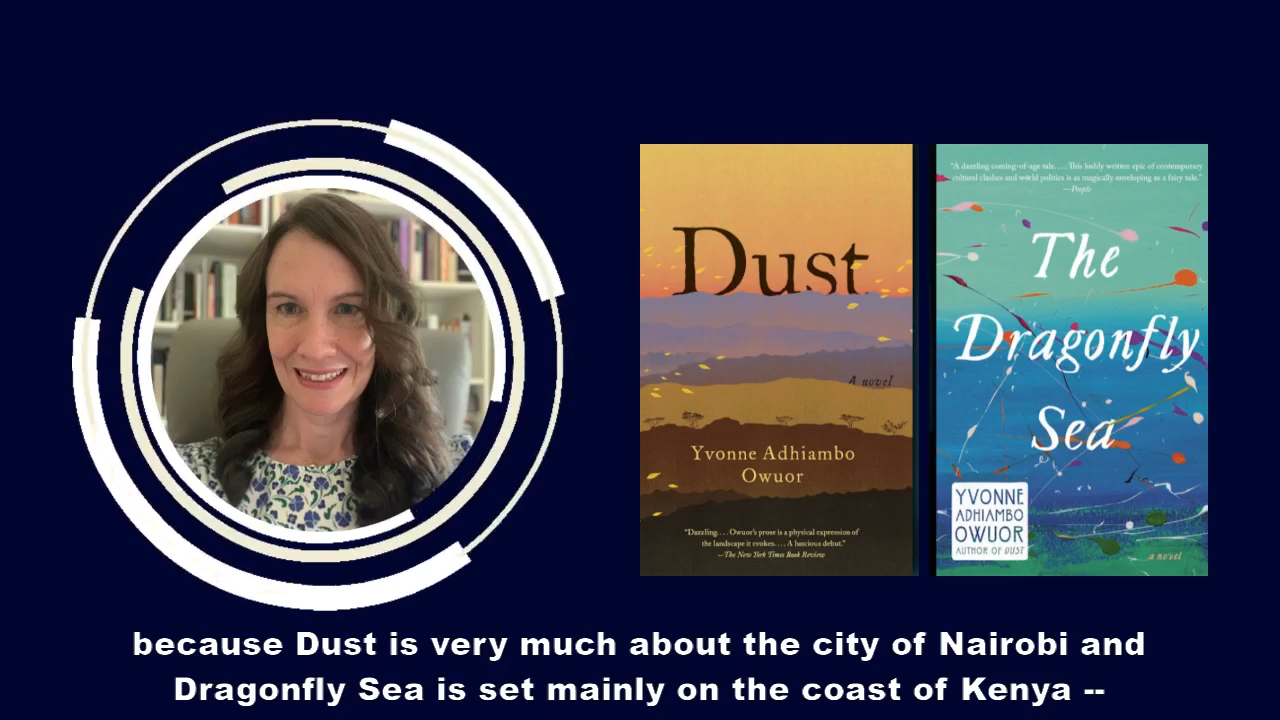 Dust
A novel
Yvonne Adhiambo
Owuor
"Dazzling.... Owuor's prose is a physical expression of
the landscape it evokes.... A luscious debut."
—The New York Times Book Review
"A dazzling coming-of-age tale.... This lushly written epic of contemporary
cultural clashes and world politics is as magically enveloping as a fairy tale."
—People
The
Dragonfly
Sea
YVONNE
ADHIAMBO
OWUOR
AUTHOR OF DUST
a novel
because Dust is very much about the city of Nairobi and
Dragonfly Sea is set mainly on the coast of Kenya --